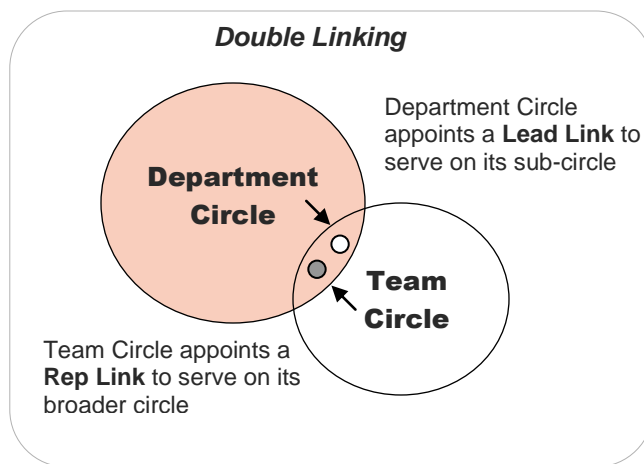 Double Linking
Department Circle
appoints a Lead Link to
serve on its sub-circle
Department
Circle
Team
Circle
Team Circle appoints a
Rep Link to serve on its
broader circle